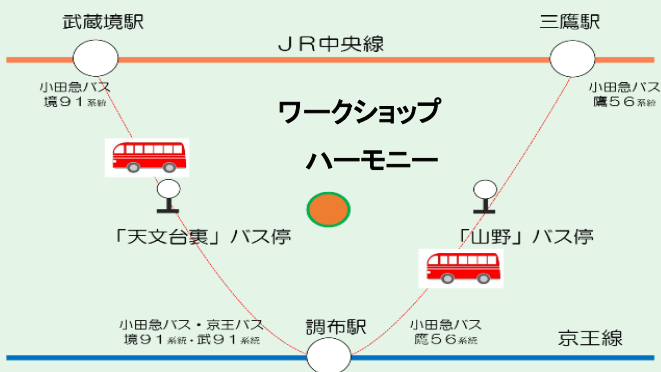 武蔵境駅
三鷹駅
JR中央線
小田急バス
境91系統
小田急バス
鷹56系統
ワークショップ
ハーモニー
「天文台裏」バス停
「山野」バス停
小田急バス・京王バス
境91系統・武91系統
調布駅
小田急バス
鷹56系統
京王線